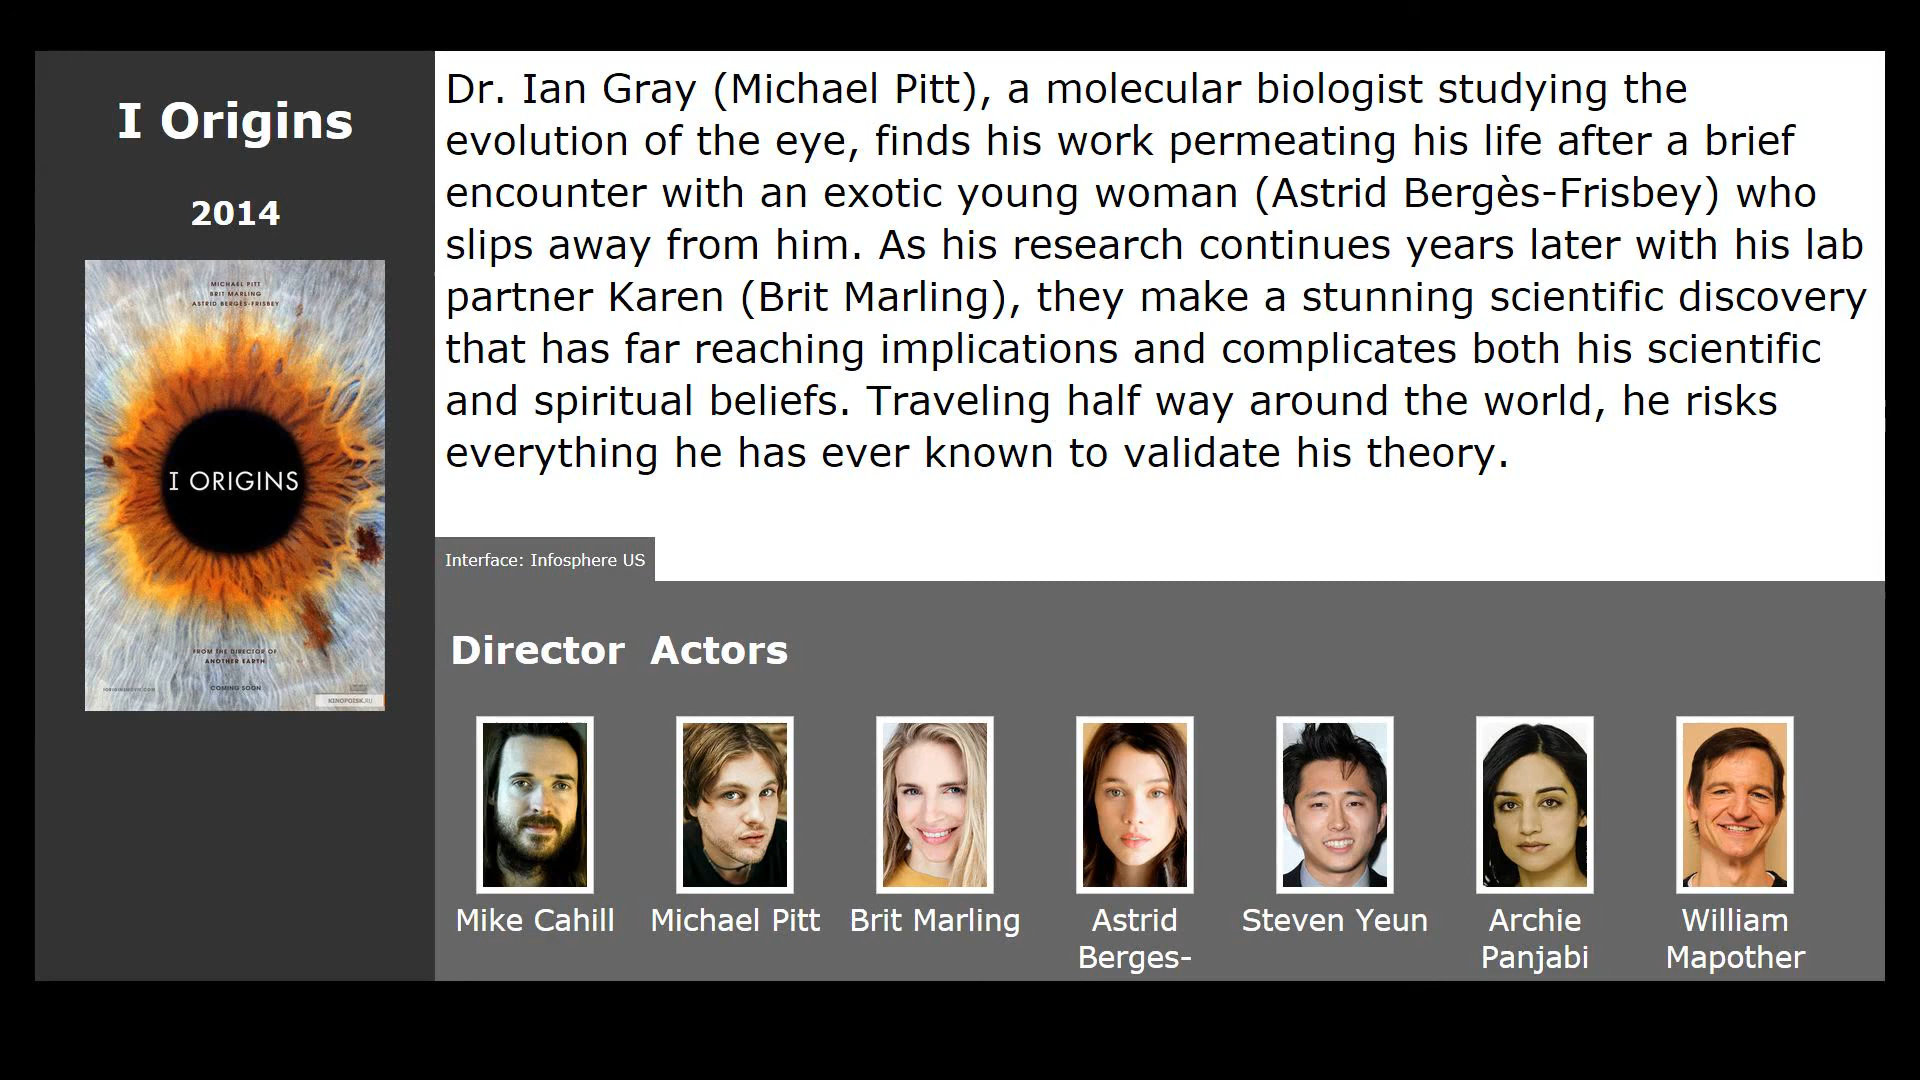 I Origins
2014
MICHAEL PITT
BRIT MARLING
ASTRID BERGÈS-FRISBEY
I ORIGINS
FROM THE DIRECTOR OF
ANOTHER EARTH
COMING SOON
KINOPOISK.RU
Dr. Ian Gray (Michael Pitt), a molecular biologist studying the
evolution of the eye, finds his work permeating his life after a brief
encounter with an exotic young woman (Astrid Bergès-Frisbey) who
slips away from him. As his research continues years later with his lab
partner Karen (Brit Marling), they make a stunning scientific discovery
that has far reaching implications and complicates both his scientific
and spiritual beliefs. Traveling half way around the world, he risks
everything he has ever known to validate his theory.
Interface: Infosphere US
Director Actors
Mike Cahill
Michael Pitt
Brit Marling
Astrid
Berges-
Steven Yeun
Archie
Panjabi
William
Mapother